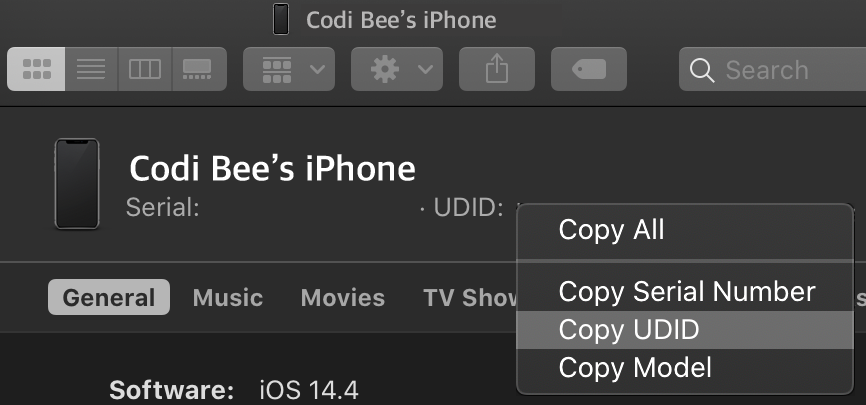 Codi Bee’s iPhone
Search
Codi Bee’s iPhone
Serial: · UDID:
Copy All
Copy Serial Number
Copy UDID
Copy Model
General Music Movies TV
Software: iOS 14.4